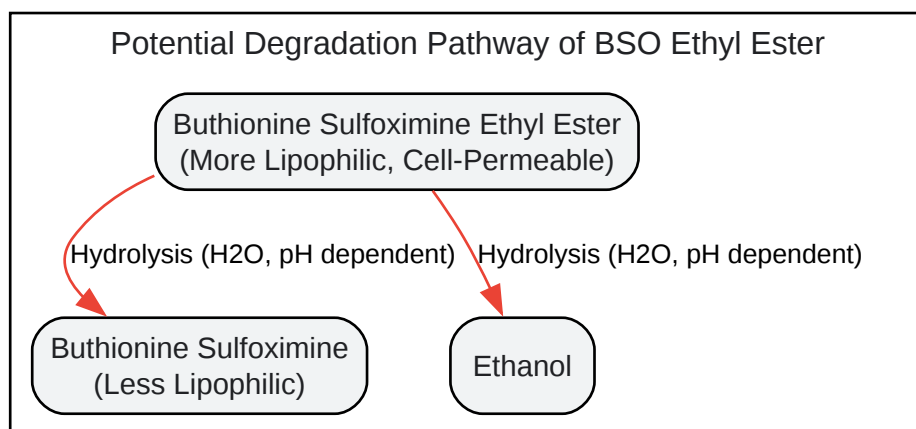 Potential Degradation Pathway of BSO Ethyl Ester
Buthionine Sulfoximine Ethyl Ester
(More Lipophilic, Cell-Permeable)
Hydrolysis (H2O, pH dependent)
Hydrolysis (H2O, pH dependent)
Buthionine Sulfoximine
(Less Lipophilic)
Ethanol